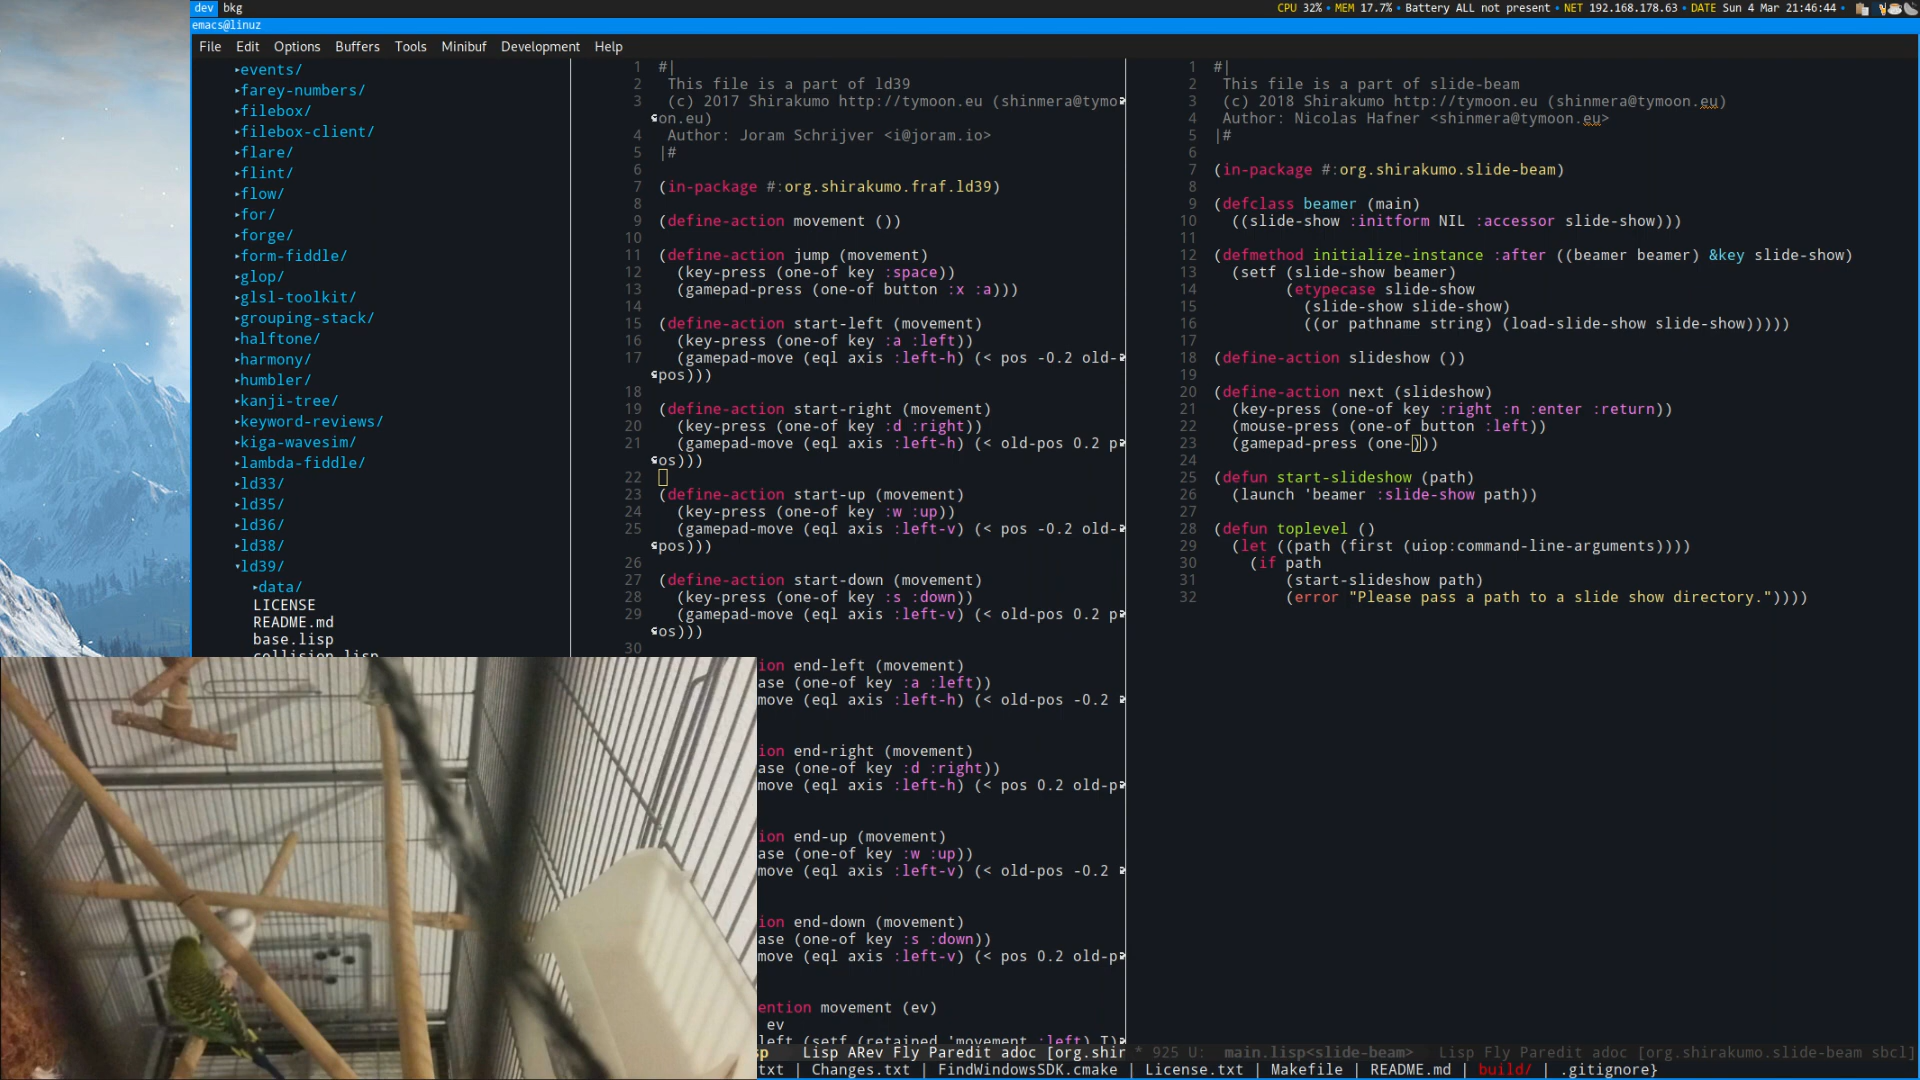 dev bkg
CPU 32% • MEM 17.7% • Battery ALL not present • NET 192.168.178.63 • DATE Sun 4 Mar 21:46:44 •
emacs@linuz
File Edit Options Buffers Tools Minibuf Development Help
events/
farey-numbers/
filebox/
filebox-client/
flare/
flint/
flow/
for/
forge/
form-fiddle/
glop/
glsl-toolkit/
grouping-stack/
halftone/
harmony/
humbler/
kanji-tree/
keyword-reviews/
kiga-wavesim/
lambda-fiddle/
ld33/
ld35/
ld36/
ld38/
ld39/
data/
LICENSE
README.md
base.lisp
collision.lisp
1 #|
2 This file is a part of ld39
3 (c) 2017 Shirakumo http://tymoon.eu (shinmera@tymo
on.eu)
4 Author: Joram Schrijver <i@joram.io>
5 |#
6
7 (in-package #:org.shirakumo.fraf.ld39)
8
9 (define-action movement ())
10
11 (define-action jump (movement)
12 (key-press (one-of key :space))
13 (gamepad-press (one-of button :x :a)))
14
15 (define-action start-left (movement)
16 (key-press (one-of key :a :left))
17 (gamepad-move (eql axis :left-h) (< pos -0.2 old-
pos)))
18
19 (define-action start-right (movement)
20 (key-press (one-of key :d :right))
21 (gamepad-move (eql axis :left-h) (< old-pos 0.2 p
os)))
22
23 (define-action start-up (movement)
24 (key-press (one-of key :w :up))
25 (gamepad-move (eql axis :left-v) (< pos -0.2 old-
pos)))
26
27 (define-action start-down (movement)
28 (key-press (one-of key :s :down))
29 (gamepad-move (eql axis :left-v) (< old-pos 0.2 p
os)))
30
ion end-left (movement)
ase (one-of key :a :left))
move (eql axis :left-h) (< old-pos -0.2
ion end-right (movement)
ase (one-of key :d :right))
move (eql axis :left-h) (< pos 0.2 old-p
ion end-up (movement)
ase (one-of key :w :up))
move (eql axis :left-v) (< old-pos -0.2
ion end-down (movement)
ase (one-of key :s :down))
move (eql axis :left-v) (< pos 0.2 old-p
ention movement (ev)
ev
left (setf (retained 'movement :left) T)
sp Lisp ARev Fly Paredit adoc [org.shir
1 #|
2 This file is a part of slide-beam
3 (c) 2018 Shirakumo http://tymoon.eu (shinmera@tymoon.eu)
4 Author: Nicolas Hafner <shinmera@tymoon.eu>
5 |#
6
7 (in-package #:org.shirakumo.slide-beam)
8
9 (defclass beamer (main)
10 ((slide-show :initform NIL :accessor slide-show)))
11
12 (defmethod initialize-instance :after ((beamer beamer) &key slide-show)
13 (setf (slide-show beamer)
14 (etypecase slide-show
15 (slide-show slide-show)
16 ((or pathname string) (load-slide-show slide-show)))))
17
18 (define-action slideshow ())
19
20 (define-action next (slideshow)
21 (key-press (one-of key :right :n :enter :return))
22 (mouse-press (one-of button :left))
23 (gamepad-press (one-)))
24
25 (defun start-slideshow (path)
26 (launch 'beamer :slide-show path))
27
28 (defun toplevel ()
29 (let ((path (first (uiop:command-line-arguments))))
30 (if path
31 (start-slideshow path)
32 (error "Please pass a path to a slide show directory."))))
* 925 U: main.lisp<slide-beam> Lisp Fly Paredit adoc [org.shirakumo.slide-beam sbcl]
txt | Changes.txt | FindWindowsSDK.cmake | License.txt | Makefile | README.md | build/ | .gitignore}